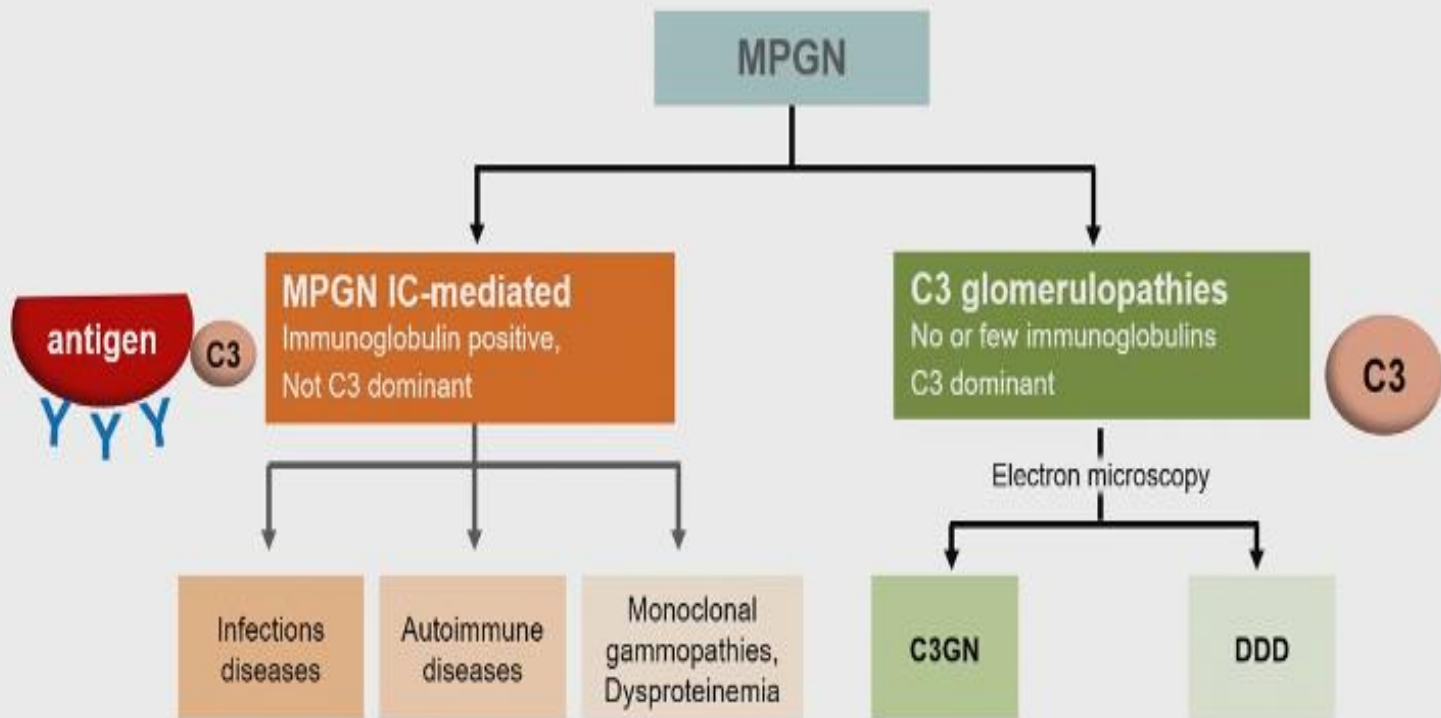 MPGN
MPGN IC-mediated
Immunoglobulin positive,
Not C3 dominant
antigen
C3
C3 glomerulopathies
No or few immunoglobulins
C3 dominant
C3
Electron microscopy
Infections
diseases
Autoimmune
diseases
Monoclonal
gammopathies,
Dysproteinemia
C3GN
DDD